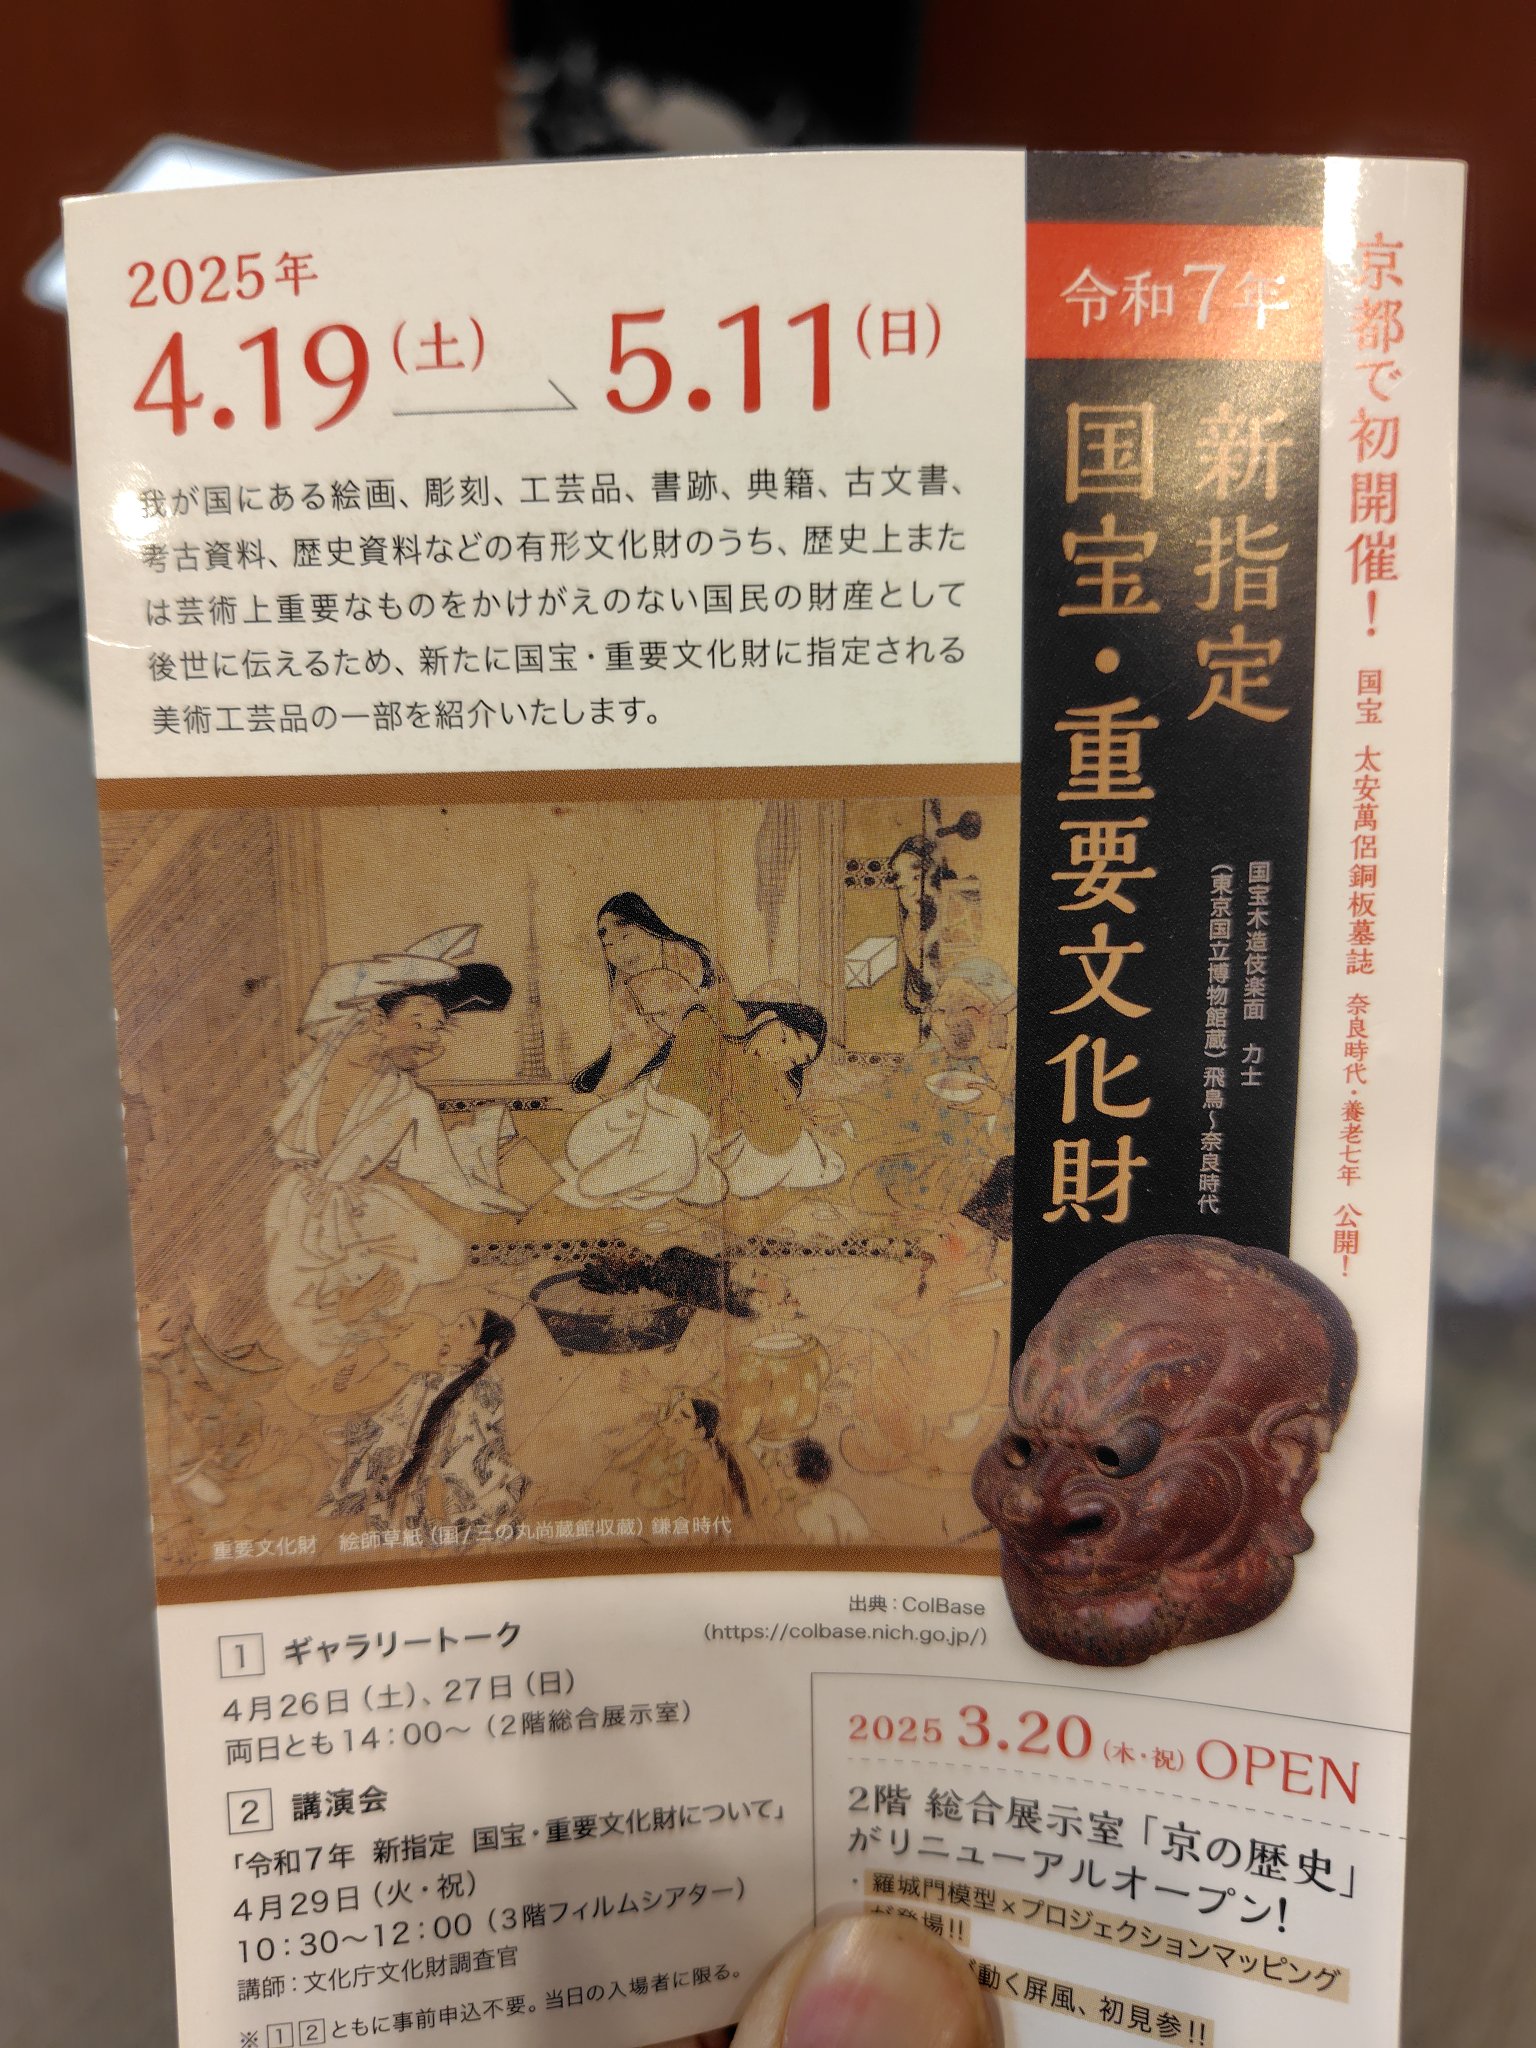 2025年
4.19(土)→5.11(日)
我が国にある絵画、彫刻、工芸品、書跡、典籍、古文書、
考古資料、歴史資料などの有形文化財のうち、歴史上また
は芸術上重要なものをかけがえのない国民の財産として
後世に伝えるため、新たに国宝・重要文化財に指定される
美術工芸品の一部を紹介いたします。
京都で初開催！ 国宝 太安萬侶銅板墓誌 奈良時代・養老七年 公開！
令和7年
新指定
国宝・重要文化財
国宝木造伎楽面 力士
(東京国立博物館蔵)飛鳥〜奈良時代
重要文化財 絵師草紙(国/三の丸尚蔵館収蔵)鎌倉時代
出典：ColBase
(https://colbase.nich.go.jp/)
1 ギャラリートーク
4月26日(土)、27日(日)
両日とも14：00〜(2階総合展示室)
2 講演会
「令和7年 新指定 国宝・重要文化財について」
4月29日(火・祝)
10：30〜12：00(3階フィルムシアター)
講師：文化庁文化財調査官
※12ともに事前申込不要。当日の入場者に限る。
2025 3.20(木・祝)OPEN
2階 総合展示室「京の歴史」
がリニューアルオープン！
・羅城門模型×プロジェクションマッピング
が登場!!
動く屏風、初見参!!